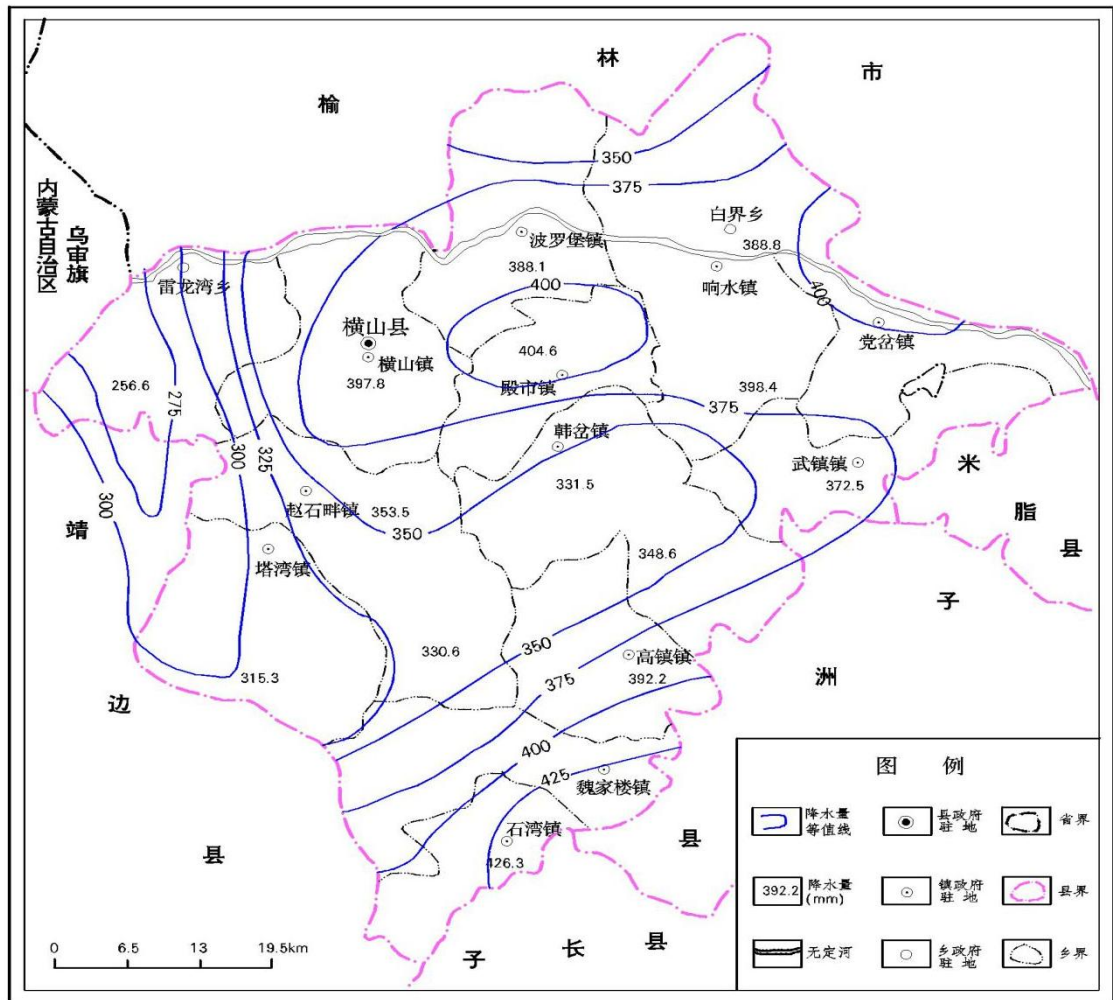 榆
林
市
内蒙古自治区
乌审旗
350
375
白界乡
388.8
波罗堡镇
388.1
响水镇
雷龙湾乡
400
400
横山县
横山镇
397.8
404.6
殿市镇
党岔镇
256.6
275
398.4
375
300
325
韩岔镇
武镇镇
372.5
米
脂
县
331.5
赵石畔镇
353.5
350
300
靖
348.6
塔湾镇
子
330.6
350
高镇镇
392.2
315.3
375
洲
边
400
425
魏家楼镇
石湾镇
426.3
县
县
子
长
县
0 6.5 13 19.5km
图 例
降水量
等值线
县政府
驻 地
省界
392.2
降水量
(mm)
镇政府
驻 地
县界
无定河
乡政府
驻 地
乡界